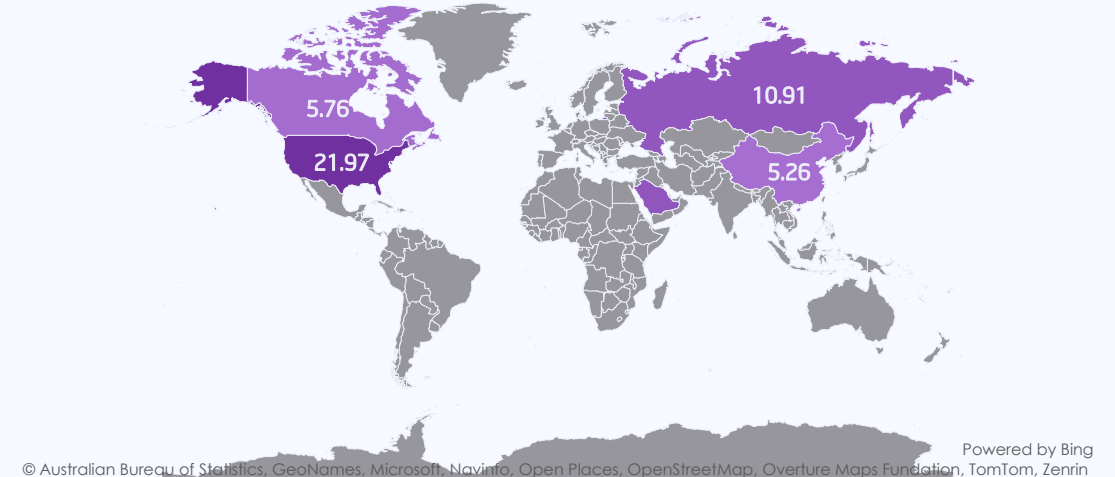 10.91
5.76
21.97
5.26
Powered by Bing
© Australian Bureau of Statistics, GeoNames, Microsoft, Navinfo, Open Places, OpenStreetMap, Overture Maps Fundation, TomTom, Zenrin